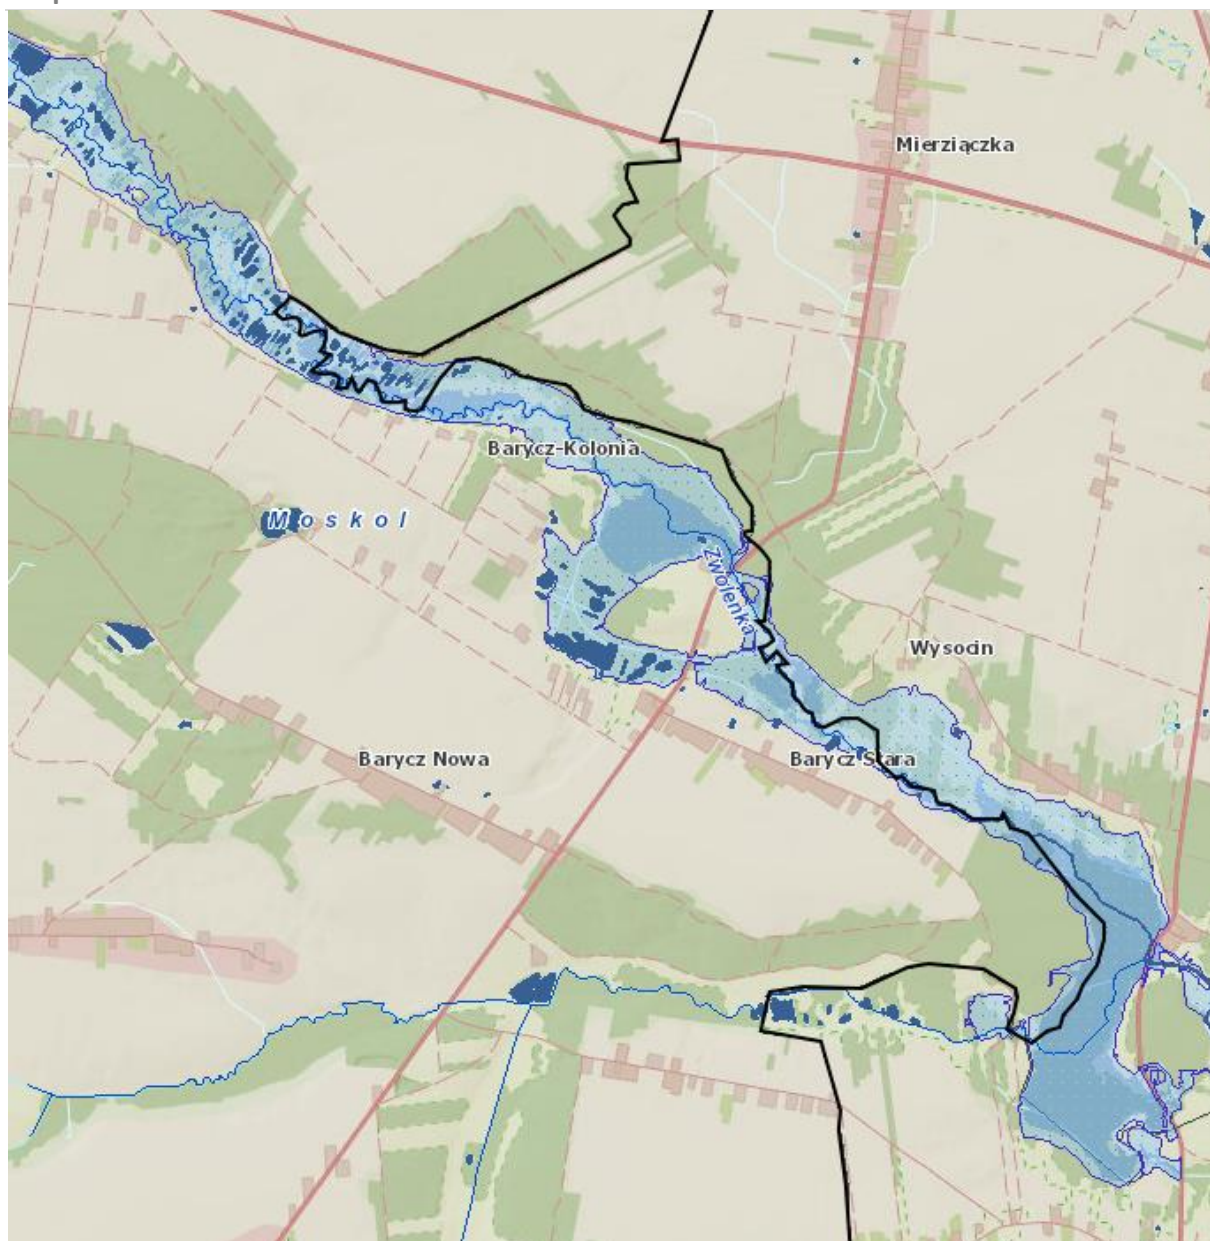 Mierziączka
Barycz-Kolonia
Moskol
Zwolenka
Wysocin
Barycz Nowa
Barycz Stara